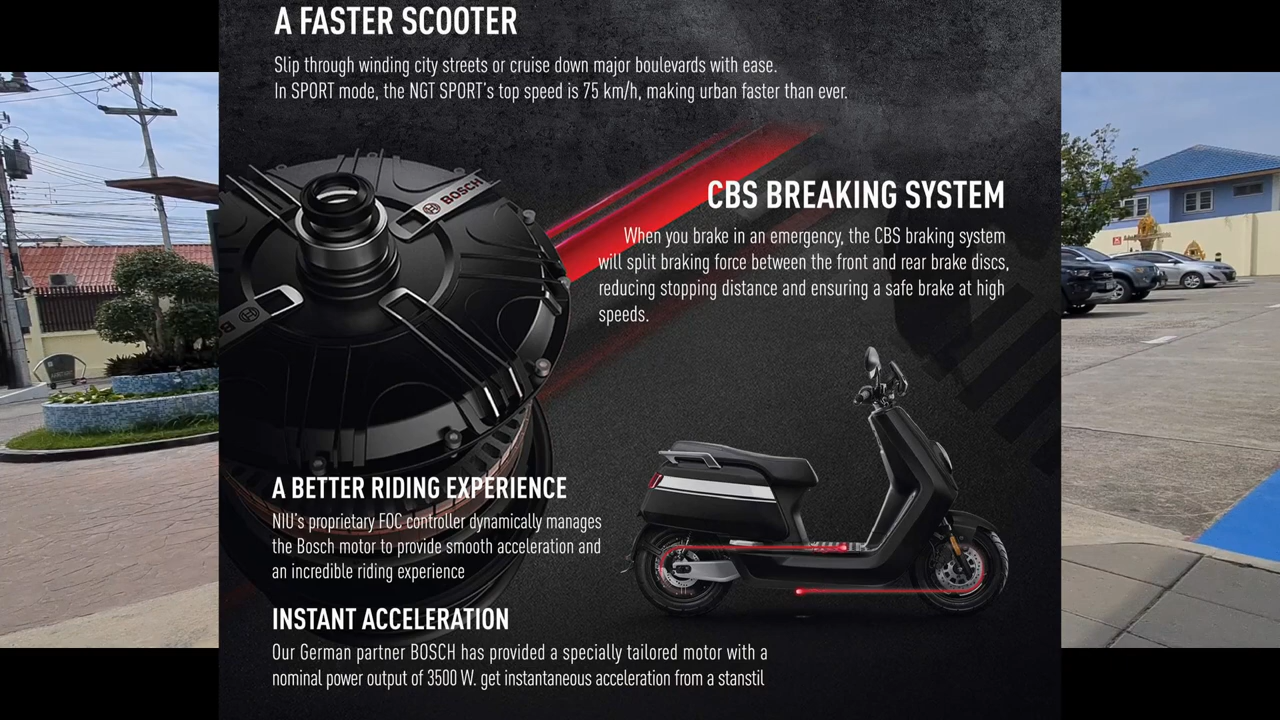 A FASTER SCOOTER
Slip through winding city streets or cruise down major boulevards with ease.
In SPORT mode, the NGT SPORT's top speed is 75 km/h, making urban faster than ever.
BOSCH
CBS BREAKING SYSTEM
When you brake in an emergency, the CBS braking system
will split braking force between the front and rear brake discs,
reducing stopping distance and ensuring a safe brake at high
speeds.
BOSCH
A BETTER RIDING EXPERIENCE
NIU's proprietary FOC controller dynamically manages
the Bosch motor to provide smooth acceleration and
an incredible riding experience
INSTANT ACCELERATION
Our German partner BOSCH has provided a specially tailored motor with a
nominal power output of 3500 W. get instantaneous acceleration from a stanstil